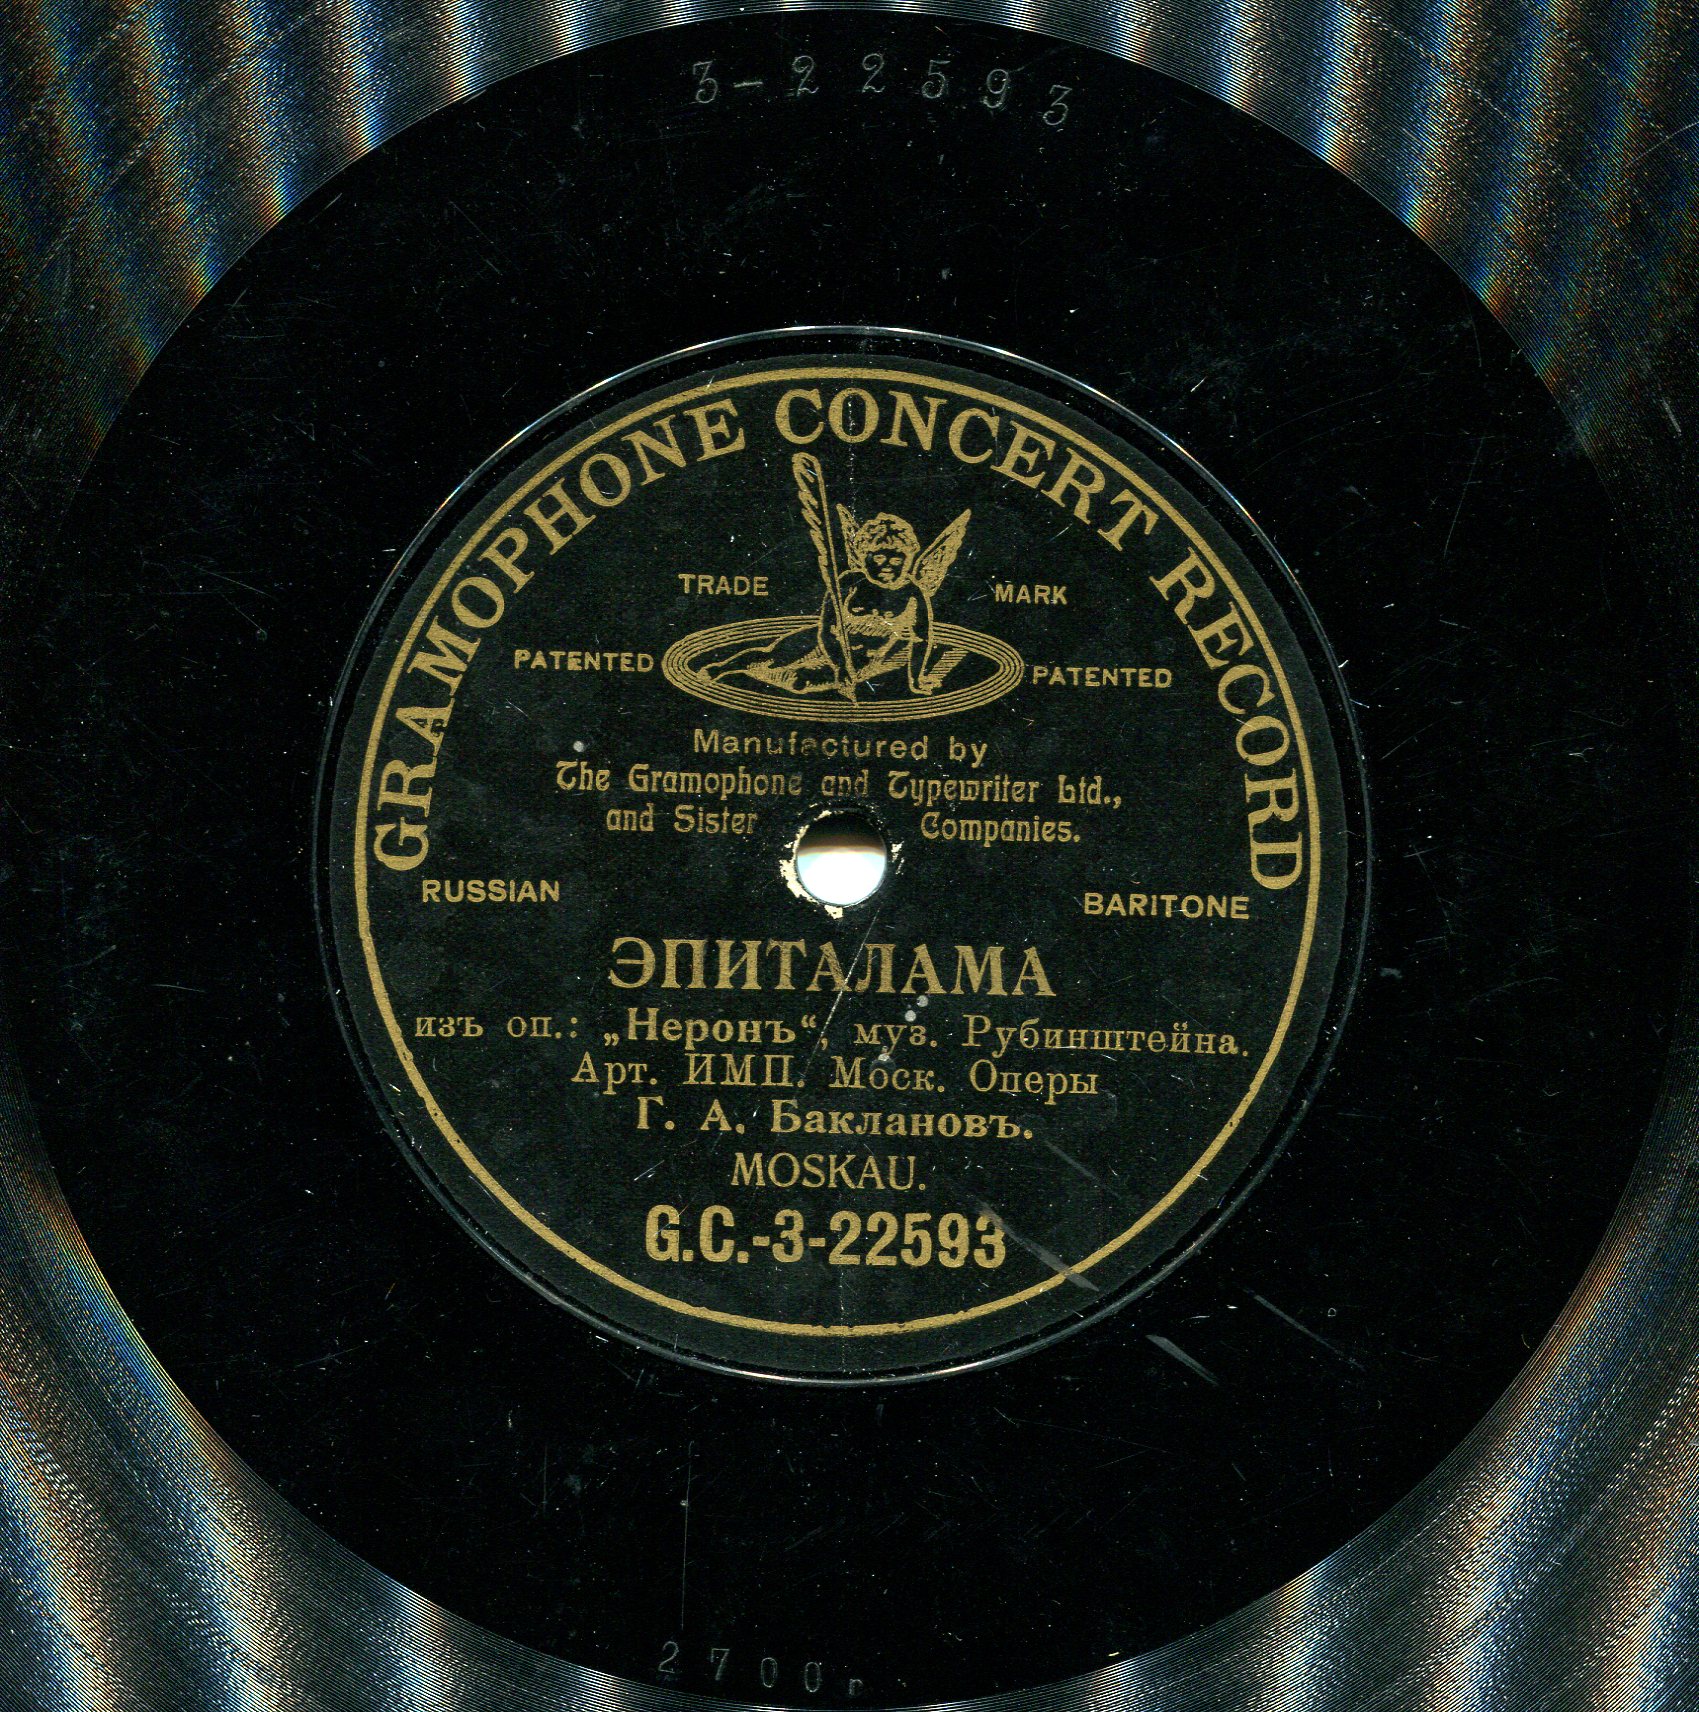 3-22593
GRAMOPHONE CONCERT RECORD
TRADE MARK
PATENTED PATENTED
Manufactured by
The Gramophone and Typewriter Ltd.,
and Sister Companies.
RUSSIAN BARITONE
ЭПИТАЛАМА
изъ оп.: „Неронъ“, муз. Рубинштейна.
Арт. ИМП. Моск. Оперы
Г. А. Баклановъ.
MOSKAU.
G.C.-3-22593
2700r